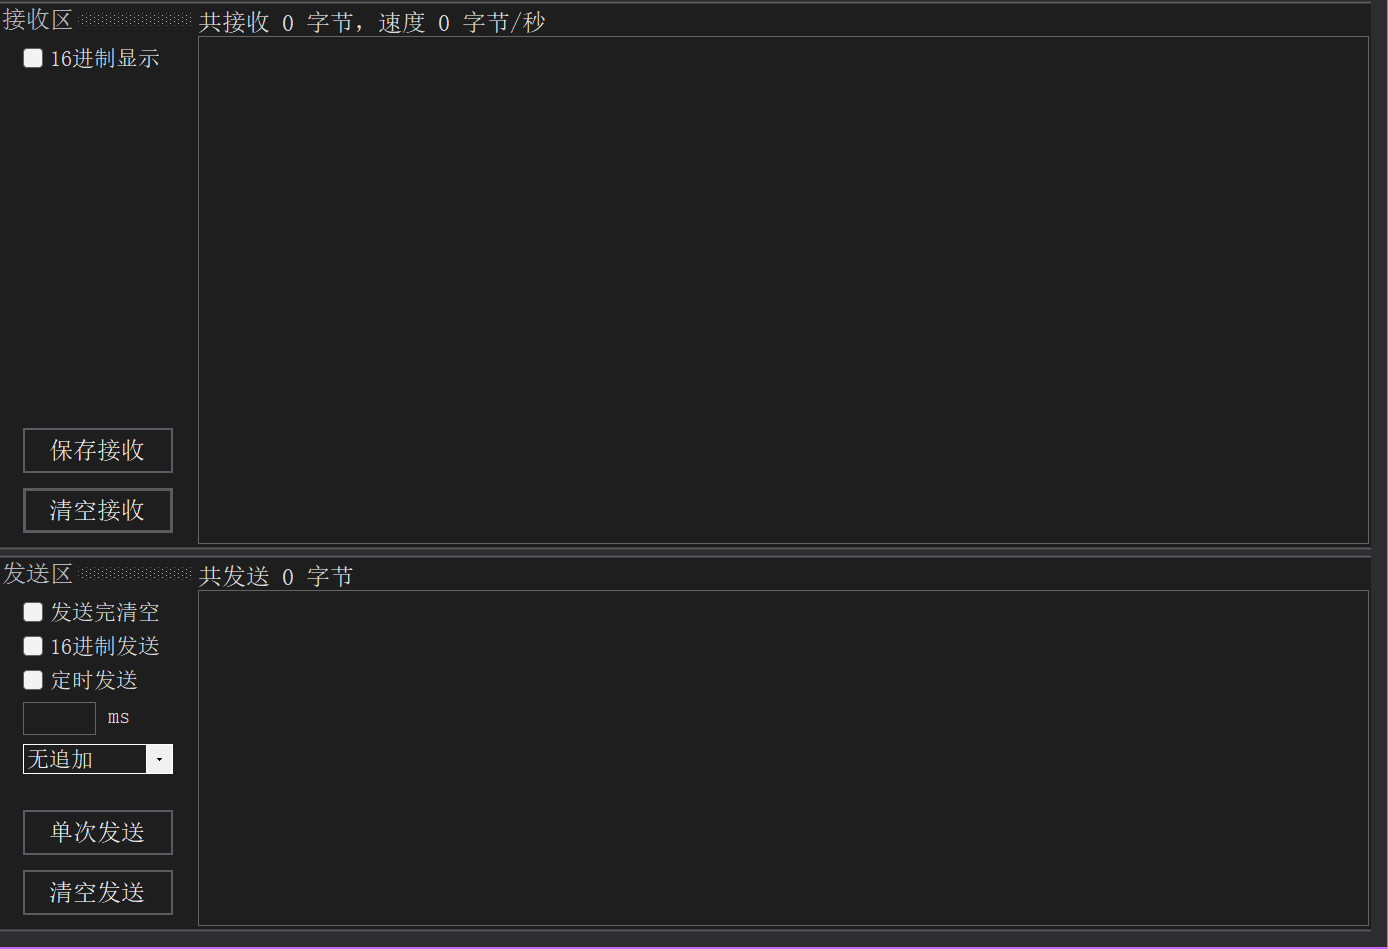 接收区
共接收 0 字节，速度 0 字节/秒
16进制显示
保存接收
清空接收
发送区
共发送 0 字节
发送完清空
16进制发送
定时发送
ms
无追加
单次发送
清空发送